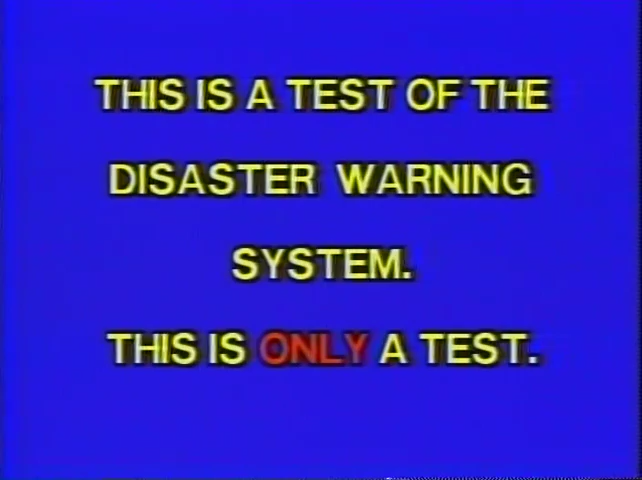 THIS IS A TEST OF THE
DISASTER WARNING
SYSTEM.
THIS IS ONLY A TEST.